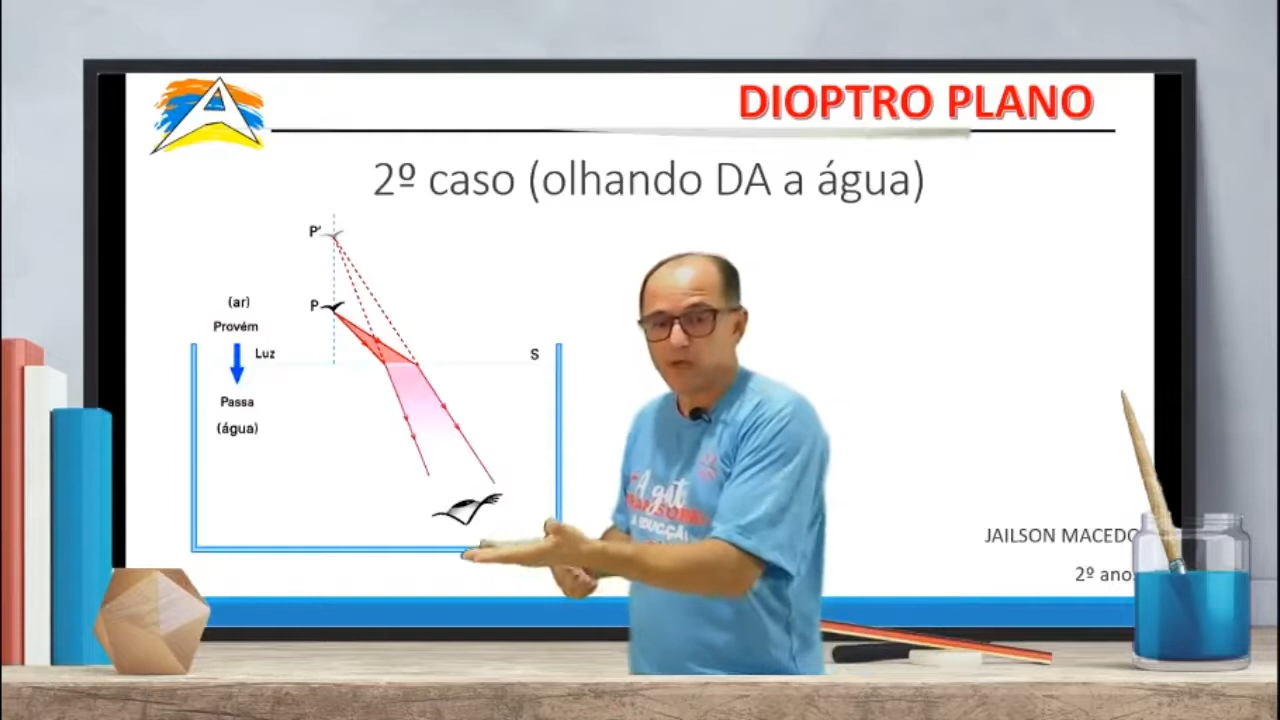 DIOPTRO PLANO
2º caso (olhando DA a água)
P'
P
(ar)
Provém
Luz
S
Passa
(água)
A
JAILSON MACEDO
2º ano